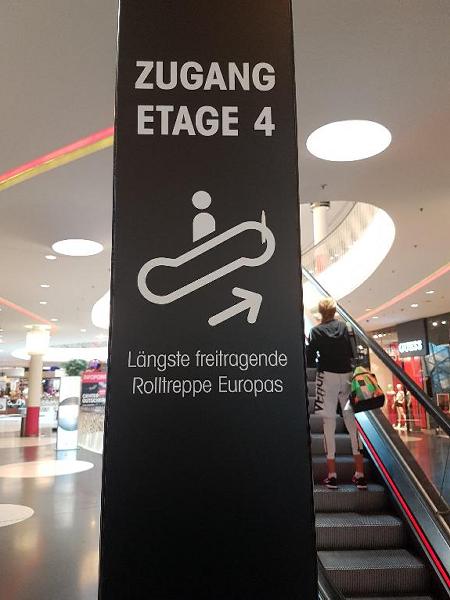 ZUGANG
ETAGE 4
Längste freitragende
Rolltreppe Europas